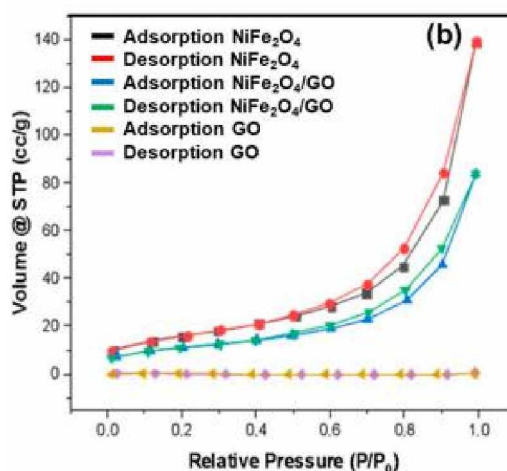 (b)
Adsorption NiFe₂O₄
Desorption NiFe₂O₄
Adsorption NiFe₂O₄/GO
Desorption NiFe₂O₄/GO
Adsorption GO
Desorption GO
Volume @ STP (cc/g)
140
120
100
80
60
40
20
0
0.0 0.2 0.4 0.6 0.8 1.0
Relative Pressure (P/P₀)